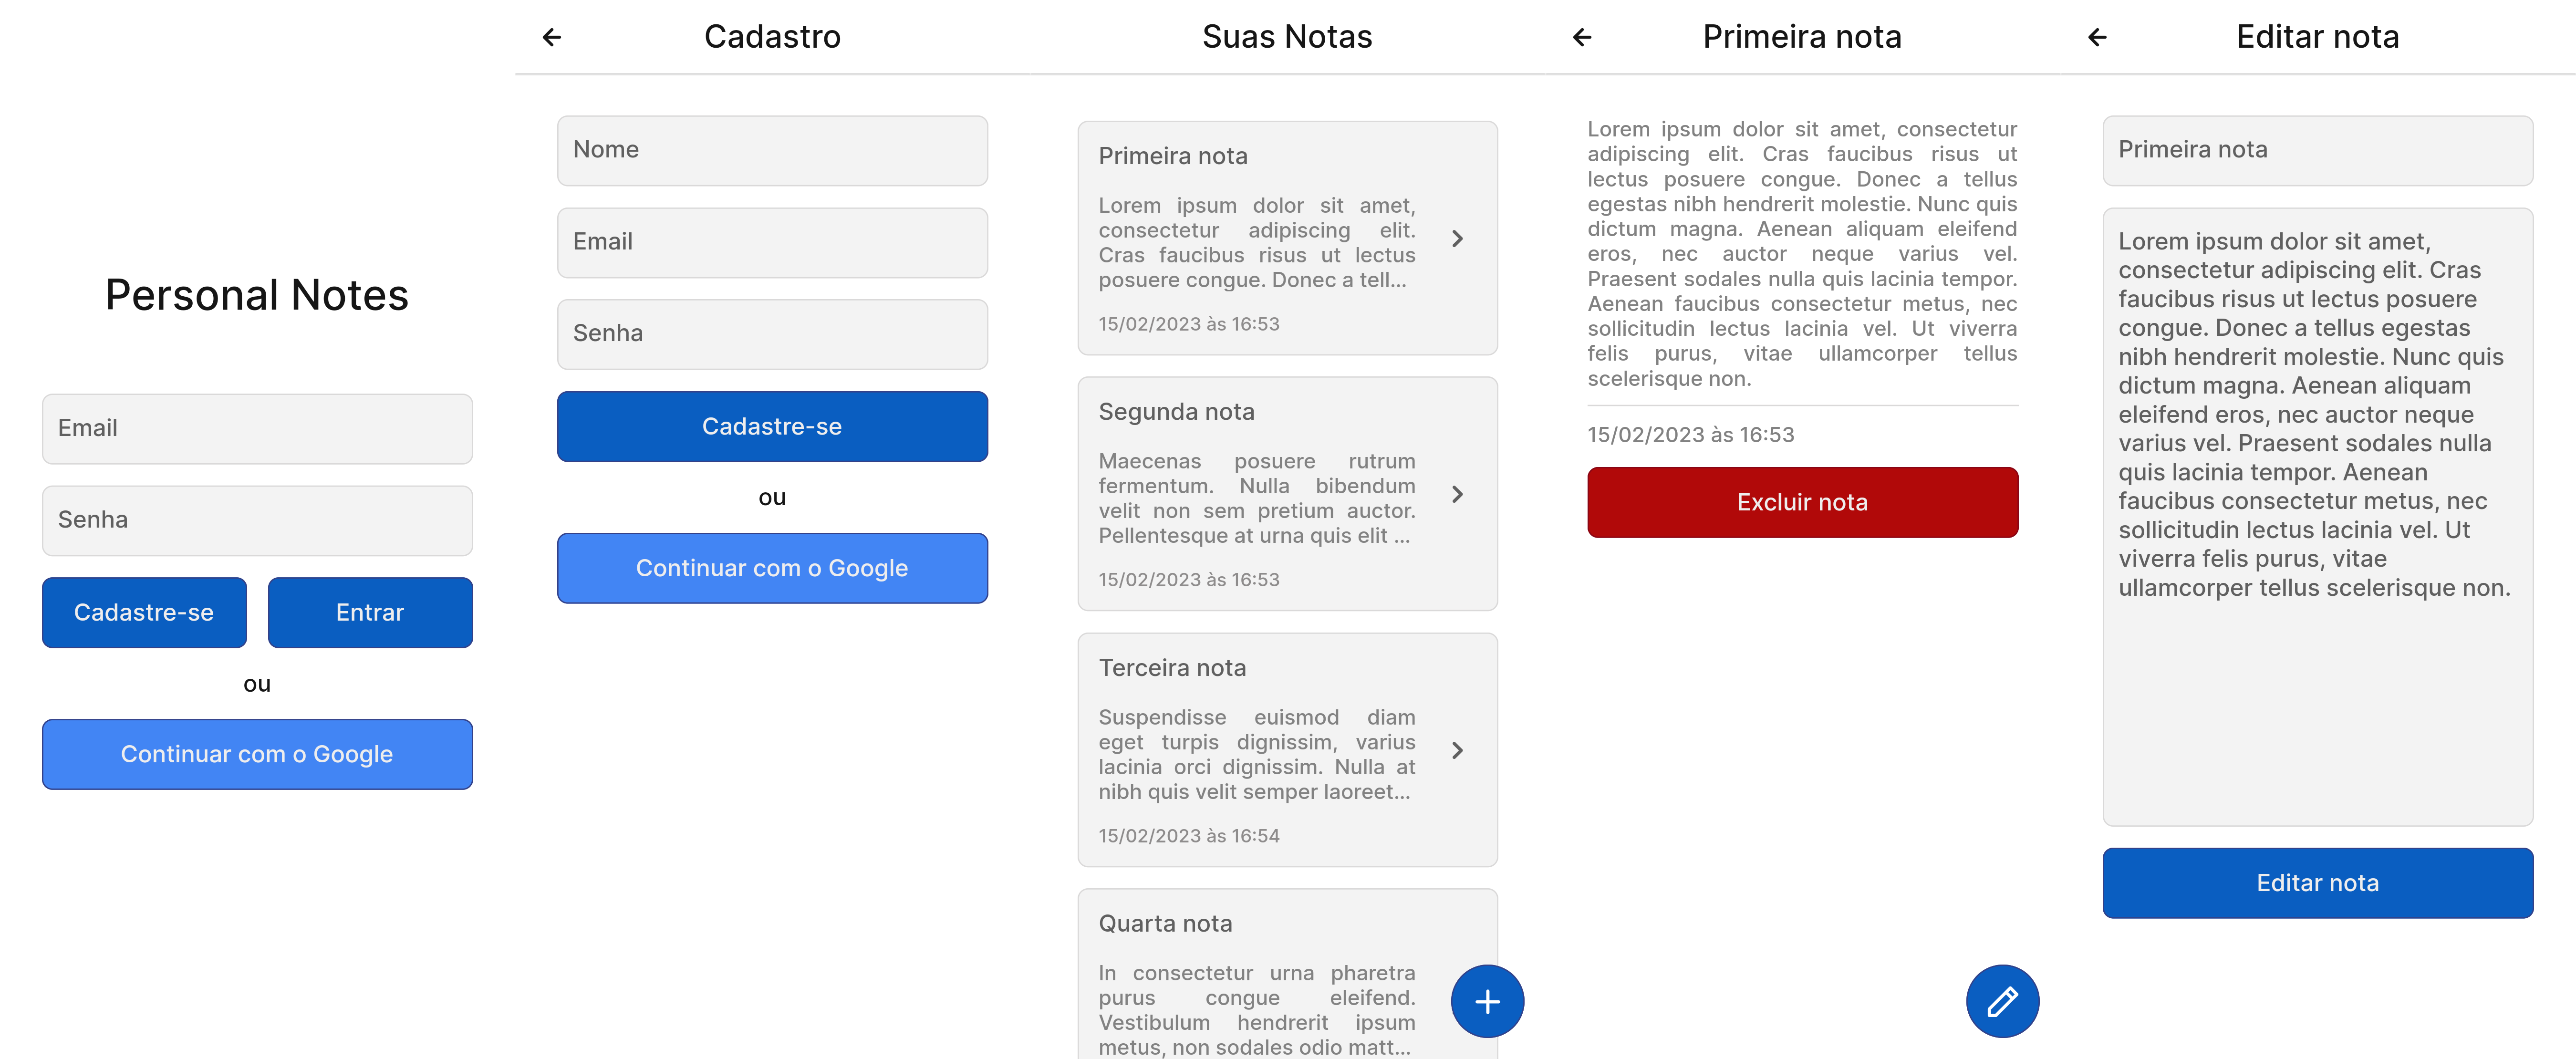 Personal Notes
Email
Senha
Cadastre-se
Entrar
ou
Continuar com o Google
Cadastro
Nome
Email
Senha
Cadastre-se
ou
Continuar com o Google
Suas Notas
Primeira nota
Lorem ipsum dolor sit amet,
consectetur adipiscing elit.
Cras faucibus risus ut lectus
posuere congue. Donec a tell...
15/02/2023 às 16:53
Segunda nota
Maecenas posuere rutrum
fermentum. Nulla bibendum
velit non sem pretium auctor.
Pellentesque at urna quis elit ...
15/02/2023 às 16:53
Terceira nota
Suspendisse euismod diam
eget turpis dignissim, varius
lacinia orci dignissim. Nulla at
nibh quis velit semper laoreet...
15/02/2023 às 16:54
Quarta nota
In consectetur urna pharetra
purus congue eleifend.
Vestibulum hendrerit ipsum
metus, non sodales odio matt...
Primeira nota
Lorem ipsum dolor sit amet, consectetur
adipiscing elit. Cras faucibus risus ut
lectus posuere congue. Donec a tellus
egestas nibh hendrerit molestie. Nunc quis
dictum magna. Aenean aliquam eleifend
eros, nec auctor neque varius vel.
Praesent sodales nulla quis lacinia tempor.
Aenean faucibus consectetur metus, nec
sollicitudin lectus lacinia vel. Ut viverra
felis purus, vitae ullamcorper tellus
scelerisque non.
15/02/2023 às 16:53
Excluir nota
Editar nota
Primeira nota
Lorem ipsum dolor sit amet,
consectetur adipiscing elit. Cras
faucibus risus ut lectus posuere
congue. Donec a tellus egestas
nibh hendrerit molestie. Nunc quis
dictum magna. Aenean aliquam
eleifend eros, nec auctor neque
varius vel. Praesent sodales nulla
quis lacinia tempor. Aenean
faucibus consectetur metus, nec
sollicitudin lectus lacinia vel. Ut
viverra felis purus, vitae
ullamcorper tellus scelerisque non.
Editar nota